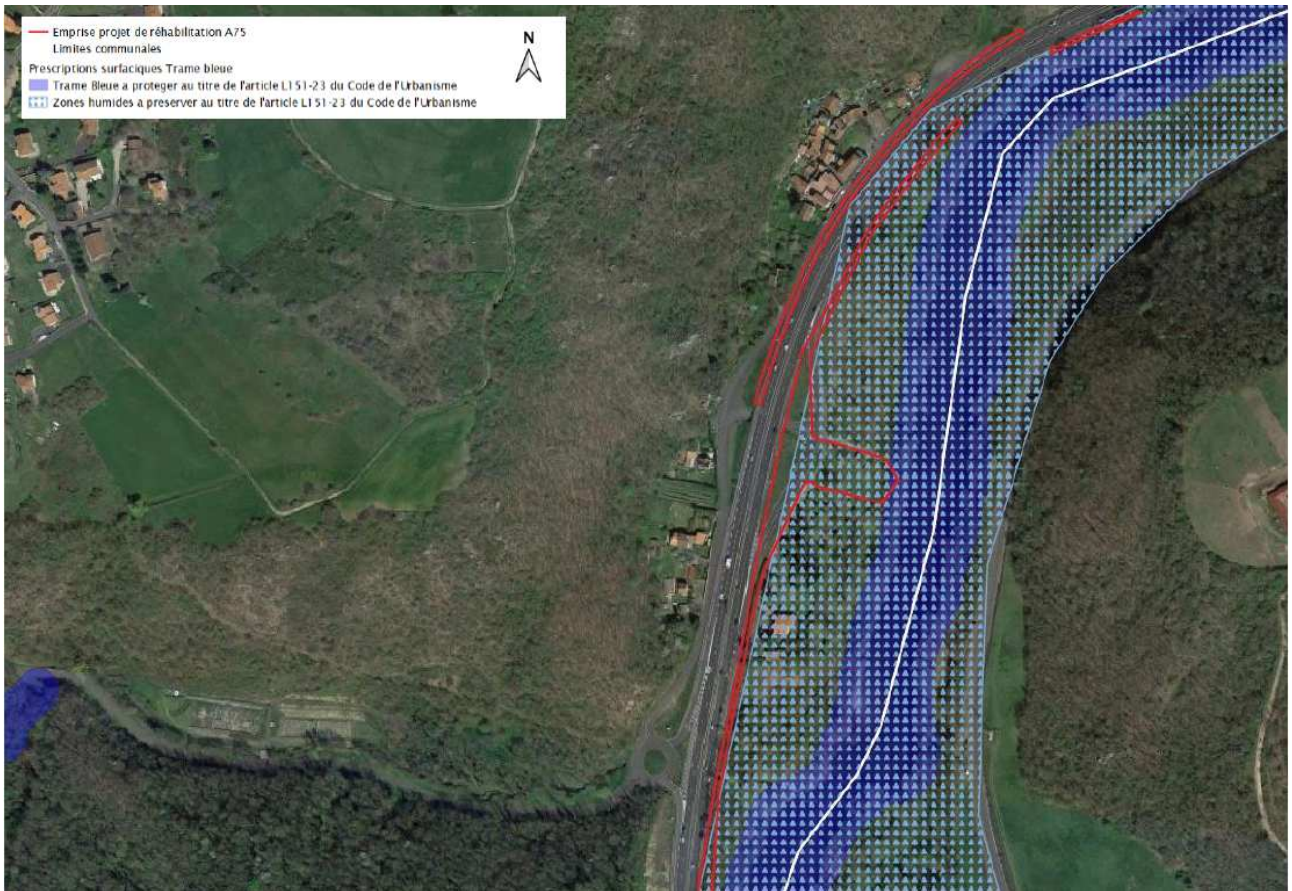 Emprise projet de réhabilitation A75
Limites communales
Prescriptions surfaciques Trame bleue
Trame Bleue a proteger au titre de l'article L151-23 du Code de l'Urbanisme
Zones humides a preserver au titre de l'article L151-23 du Code de l'Urbanisme
N